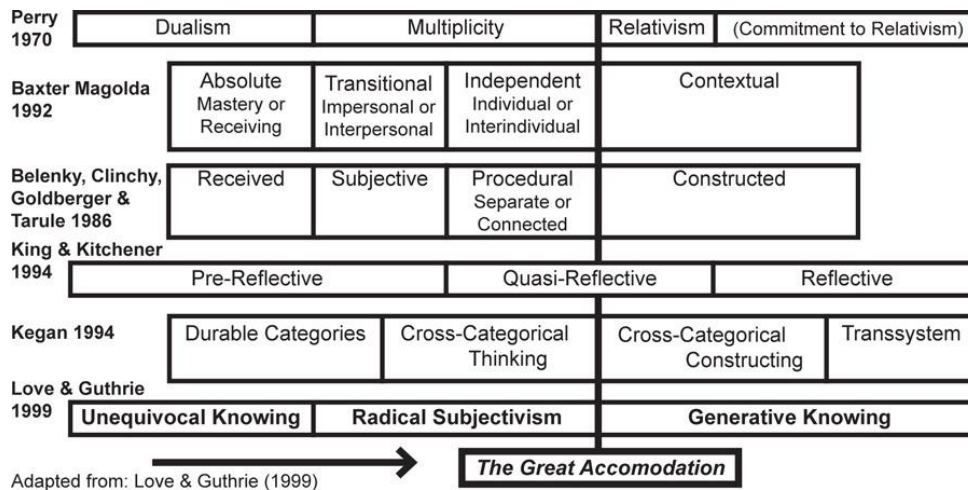 Perry
1970
Dualism
Multiplicity
Relativism
(Commitment to Relativism)
Baxter Magolda
1992
Absolute
Mastery or
Receiving
Transitional
Impersonal or
Interpersonal
Independent
Individual or
Interindividual
Contextual
Belenky, Clinchy,
Goldberger &
Tarule 1986
Received
Subjective
Procedural
Separate or
Connected
Constructed
King & Kitchener
1994
Pre-Reflective
Quasi-Reflective
Reflective
Kegan 1994
Durable Categories
Cross-Categorical
Thinking
Cross-Categorical
Constructing
Transsystem
Love & Guthrie
1999
Unequivocal Knowing
Radical Subjectivism
Generative Knowing
The Great Accomodation
Adapted from: Love & Guthrie (1999)